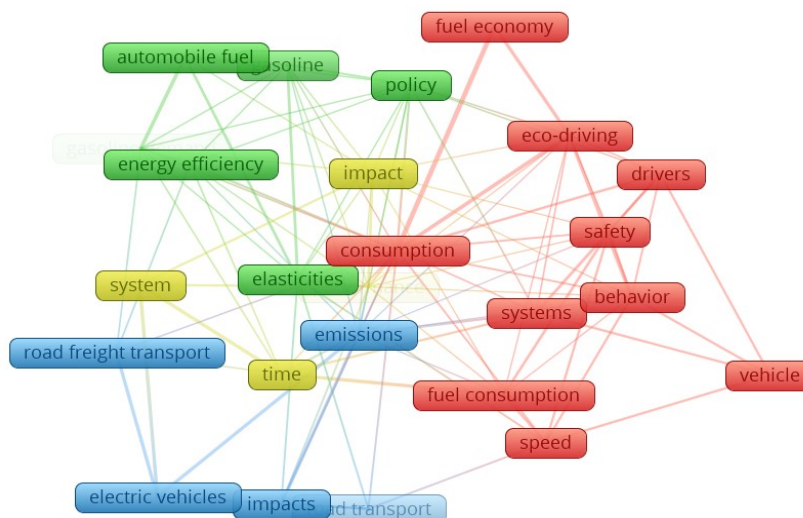 fuel economy
automobile fuel
gasoline
policy
eco-driving
energy efficiency
impact
drivers
safety
consumption
elasticities
system
behavior
systems
emissions
road freight transport
time
vehicle
fuel consumption
speed
electric vehicles
impacts
transport